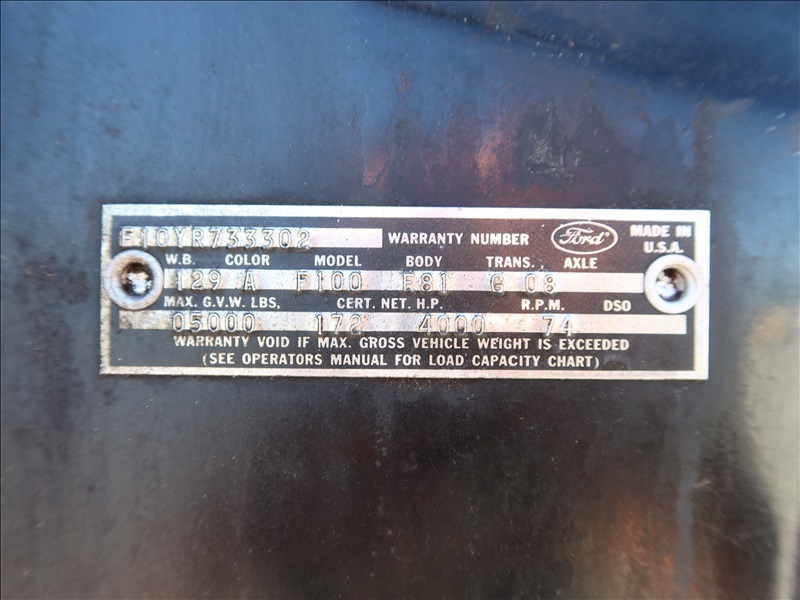 F10YR733302 WARRANTY NUMBER Ford MADE IN U.S.A.
W.B. COLOR MODEL BODY TRANS. AXLE
129 A F100 F81 G 08
MAX. G.V.W. LBS. CERT. NET. H.P. R.P.M. DSO
05000 172 4000 74
WARRANTY VOID IF MAX. GROSS VEHICLE WEIGHT IS EXCEEDED
(SEE OPERATORS MANUAL FOR LOAD CAPACITY CHART)